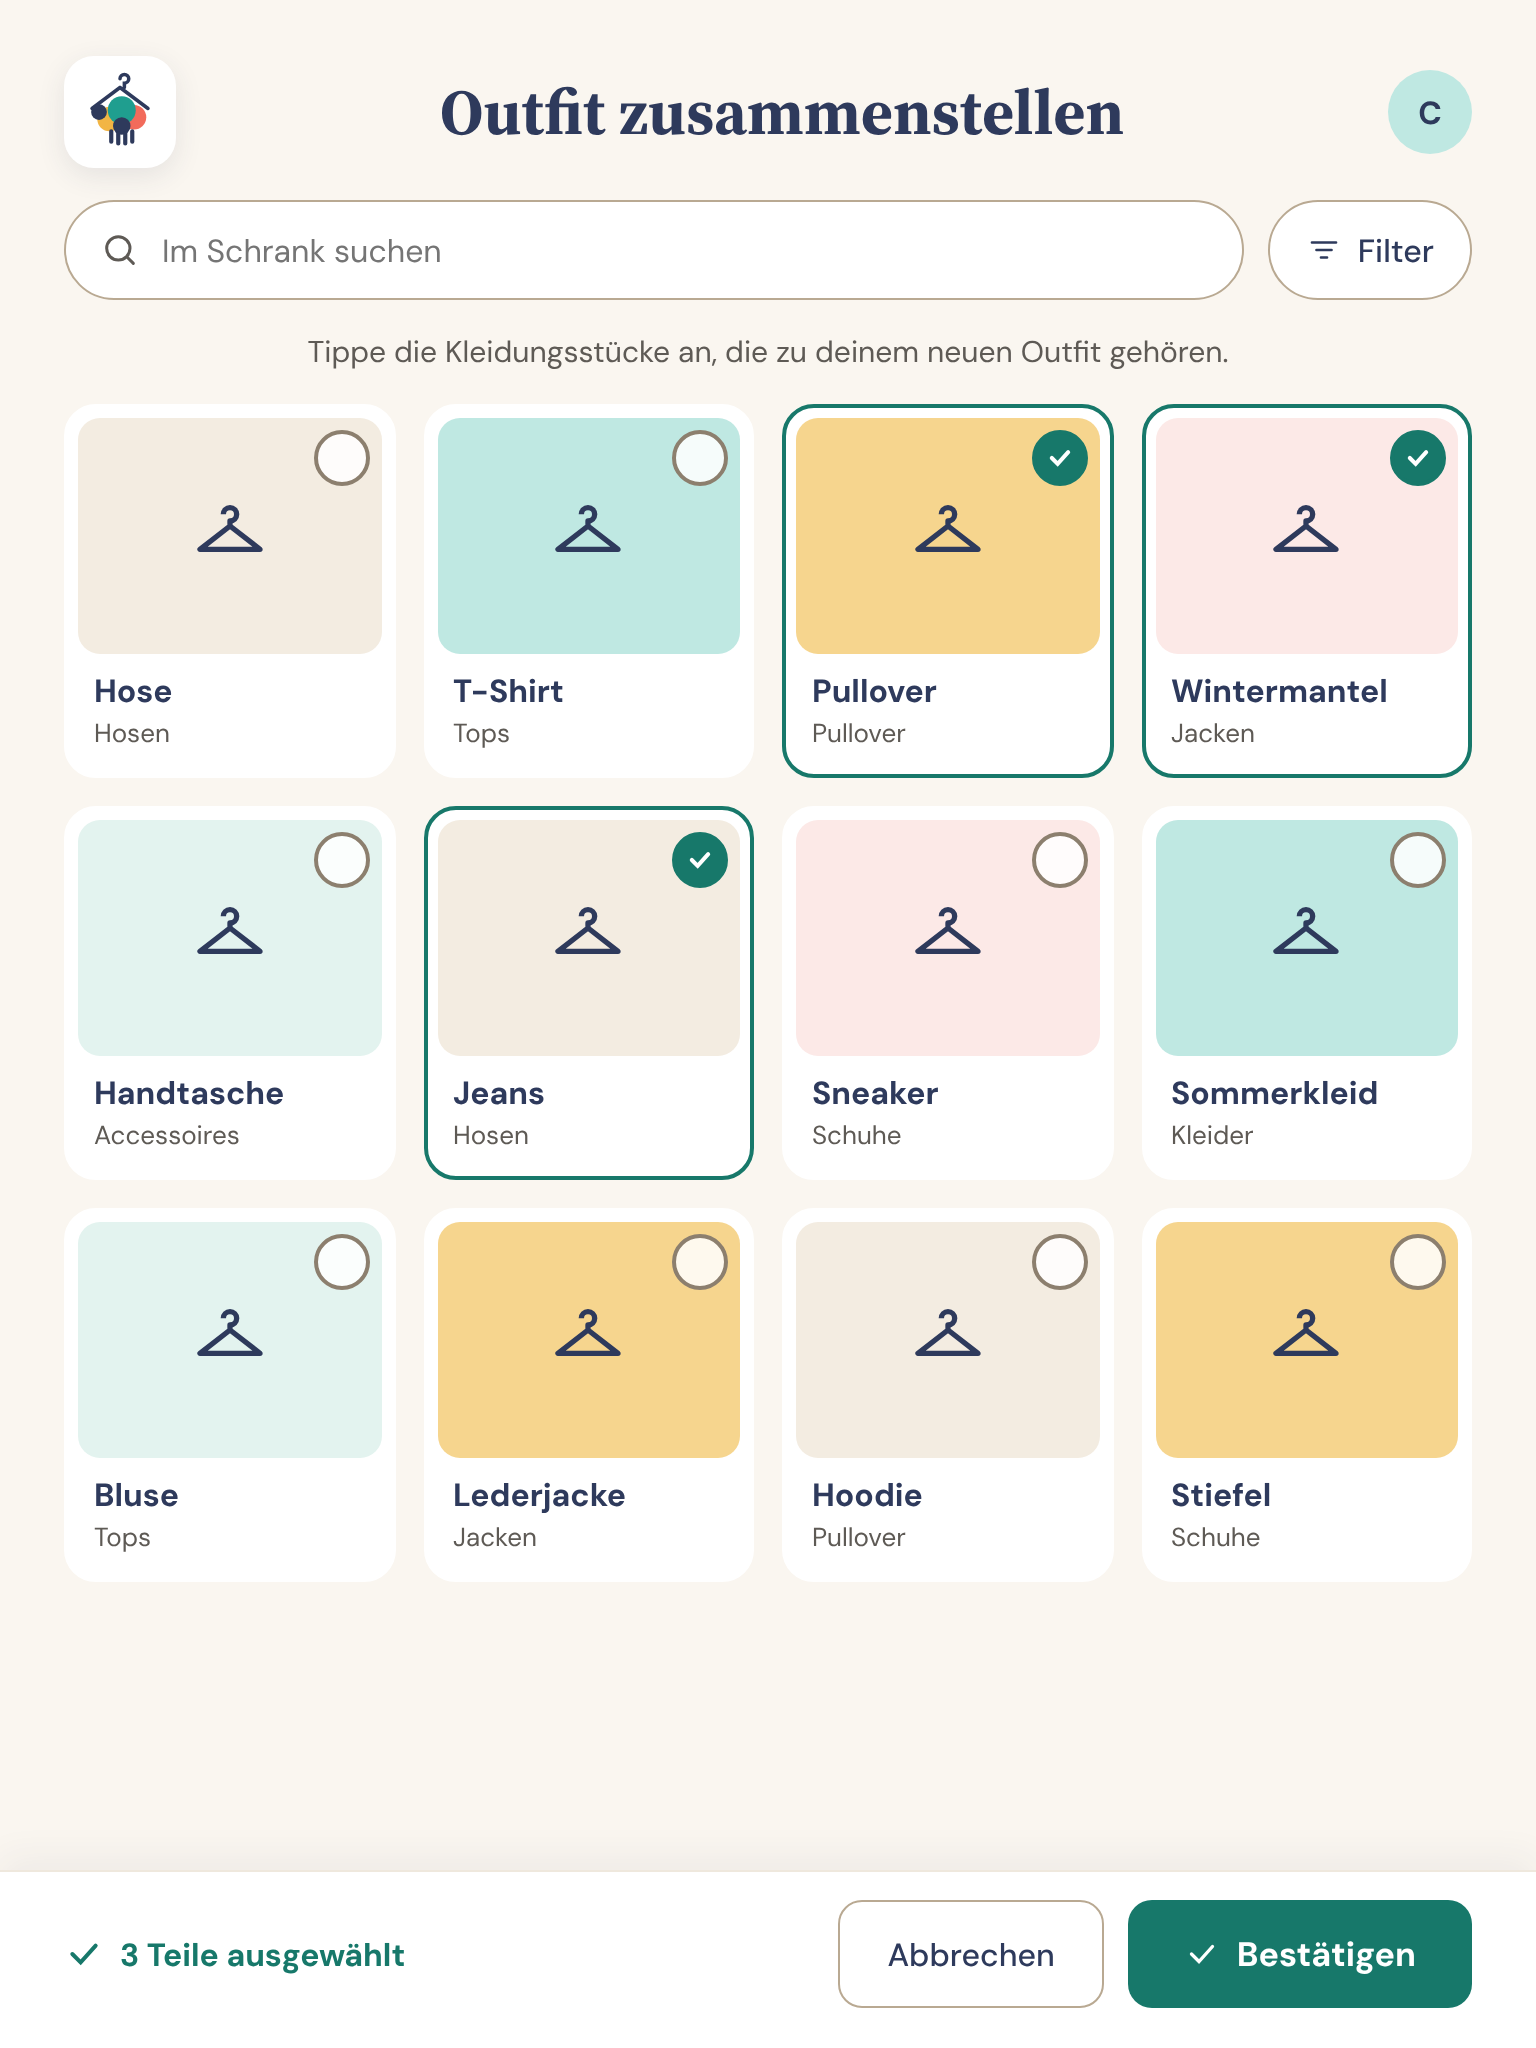 Outfit zusammenstellen
C
Im Schrank suchen
Filter
Tippe die Kleidungsstücke an, die zu deinem neuen Outfit gehören.
Hose
Hosen
T-Shirt
Tops
Pullover
Pullover
Wintermantel
Jacken
Handtasche
Accessoires
Jeans
Hosen
Sneaker
Schuhe
Sommerkleid
Kleider
Bluse
Tops
Lederjacke
Jacken
Hoodie
Pullover
Stiefel
Schuhe
3 Teile ausgewählt
Abbrechen
Bestätigen